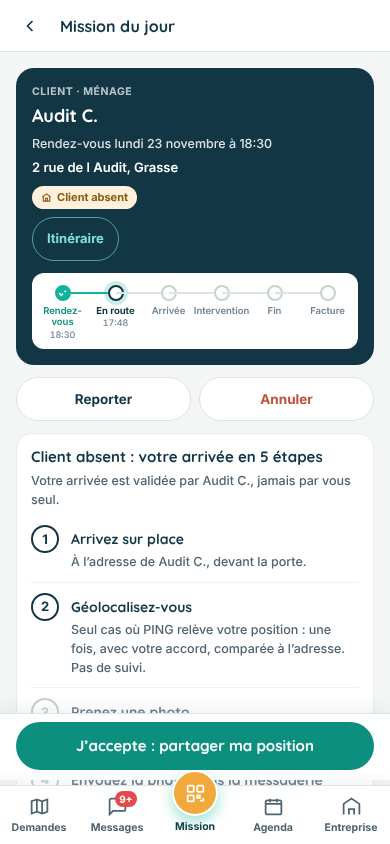 Mission du jour
CLIENT · MÉNAGE
Audit C.
Rendez-vous lundi 23 novembre à 18:30
2 rue de l Audit, Grasse
Client absent
Itinéraire
Rendez-
vous
18:30
En route
17:48
Arrivée
Intervention
Fin
Facture
Reporter
Annuler
Client absent : votre arrivée en 5 étapes
Votre arrivée est validée par Audit C., jamais par vous
seul.
1
Arrivez sur place
À l’adresse de Audit C., devant la porte.
2
Géolocalisez-vous
Seul cas où PING relève votre position : une
fois, avec votre accord, comparée à l’adresse.
Pas de suivi.
3
Prenez une photo
J’accepte : partager ma position
4
Envoyez la photo dans la messagerie
Demandes
9+
Messages
Mission
Agenda
Entreprise